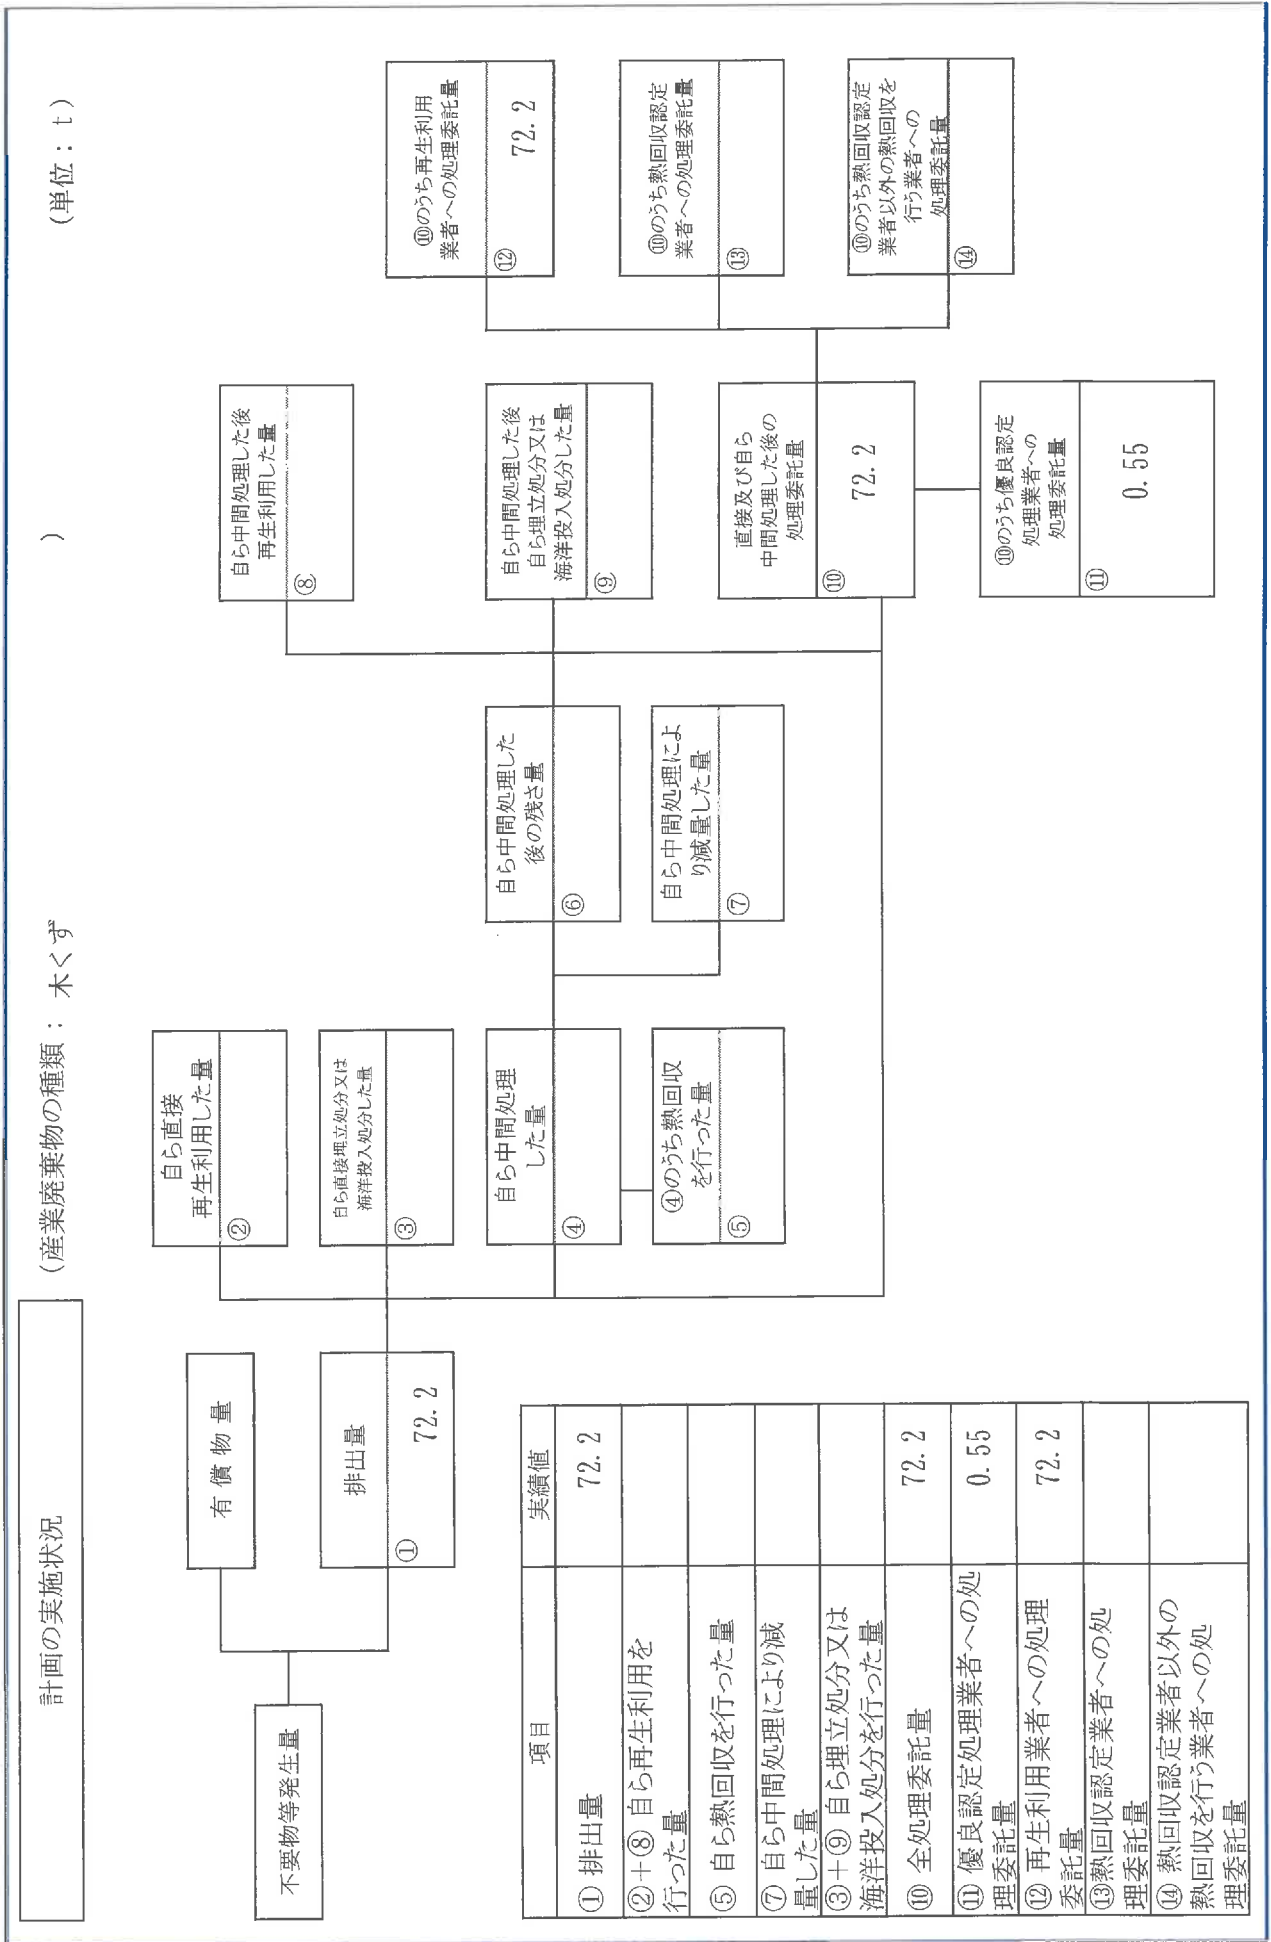 計画の実施状況
(産業廃棄物の種類： 木くず )
(単位：t)
不要物等発生量
有償物量
排出量
①
72.2
自ら直接
再生利用した量
②
自ら直接埋立処分又は
海洋投入処分した量
③
自ら中間処理
した量
④
④のうち熱回収
を行った量
⑤
自ら中間処理した
後の残さ量
⑥
自ら中間処理によ
り減量した量
⑦
自ら中間処理した後
再生利用した量
⑧
自ら中間処理した後
自ら埋立処分又は
海洋投入処分した量
⑨
直接及び自ら
中間処理した後の
処理委託量
⑩
72.2
⑩のうち優良認定
処理業者への
処理委託量
⑪
0.55
⑩のうち再生利用
業者への処理委託量
⑫
72.2
⑩のうち熱回収認定
業者への処理委託量
⑬
⑩のうち熱回収認定
業者以外の熱回収を
行う業者への
処理委託量
⑭
項目 実績値
① 排出量 72.2
②＋⑧ 自ら再生利用を
行った量
⑤ 自ら熱回収を行った量
⑦ 自ら中間処理により減
量した量
③＋⑨ 自ら埋立処分又は
海洋投入処分を行った量
⑩ 全処理委託量 72.2
⑪ 優良認定処理業者への処
理委託量 0.55
⑫ 再生利用業者への処理
委託量 72.2
⑬熱回収認定業者への処
理委託量
⑭ 熱回収認定業者以外の
熱回収を行う業者への処
理委託量